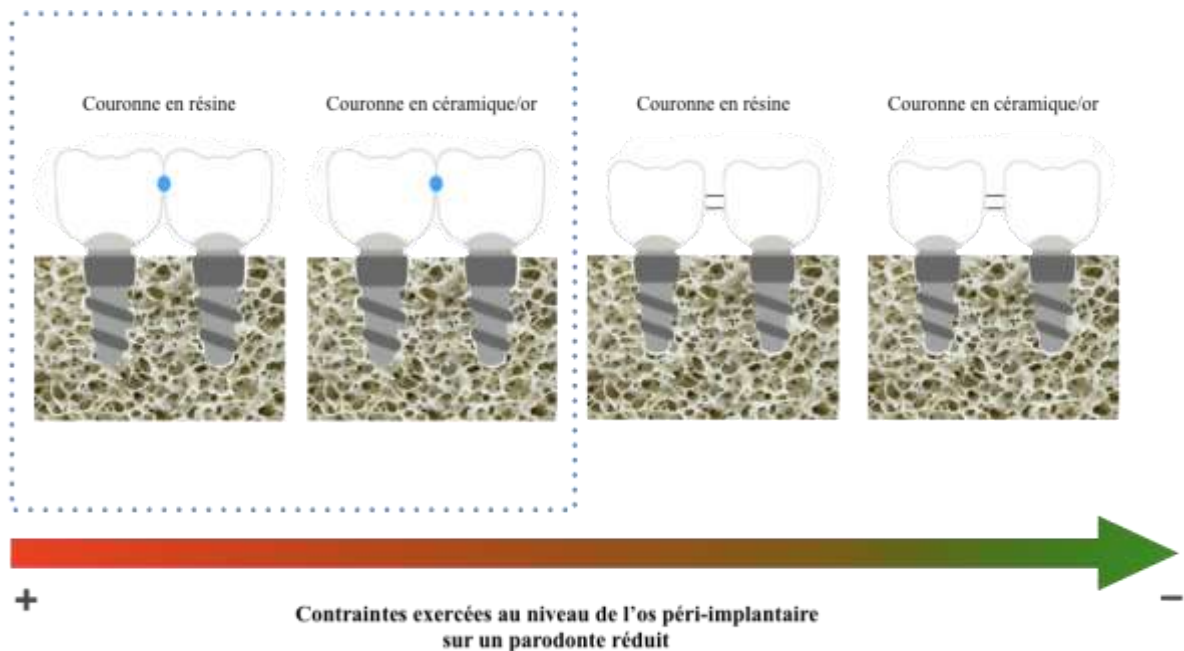 Couronne en résine
Couronne en céramique/or
Couronne en résine
Couronne en céramique/or
+
−
Contraintes exercées au niveau de l’os péri-implantaire
sur un parodonte réduit